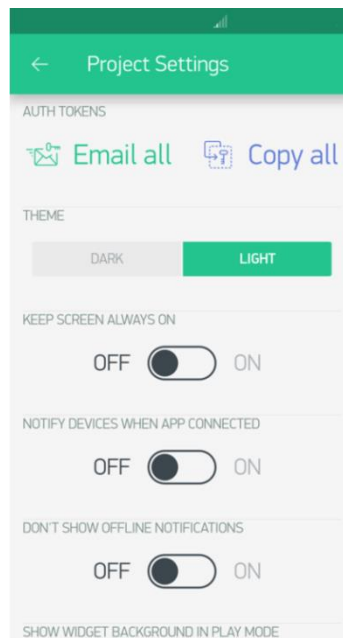 Project Settings
AUTH TOKENS
Email all Copy all
THEME
DARK LIGHT
KEEP SCREEN ALWAYS ON
OFF ON
NOTIFY DEVICES WHEN APP CONNECTED
OFF ON
DON'T SHOW OFFLINE NOTIFICATIONS
OFF ON
SHOW WIDGET BACKGROUND IN PLAY MODE